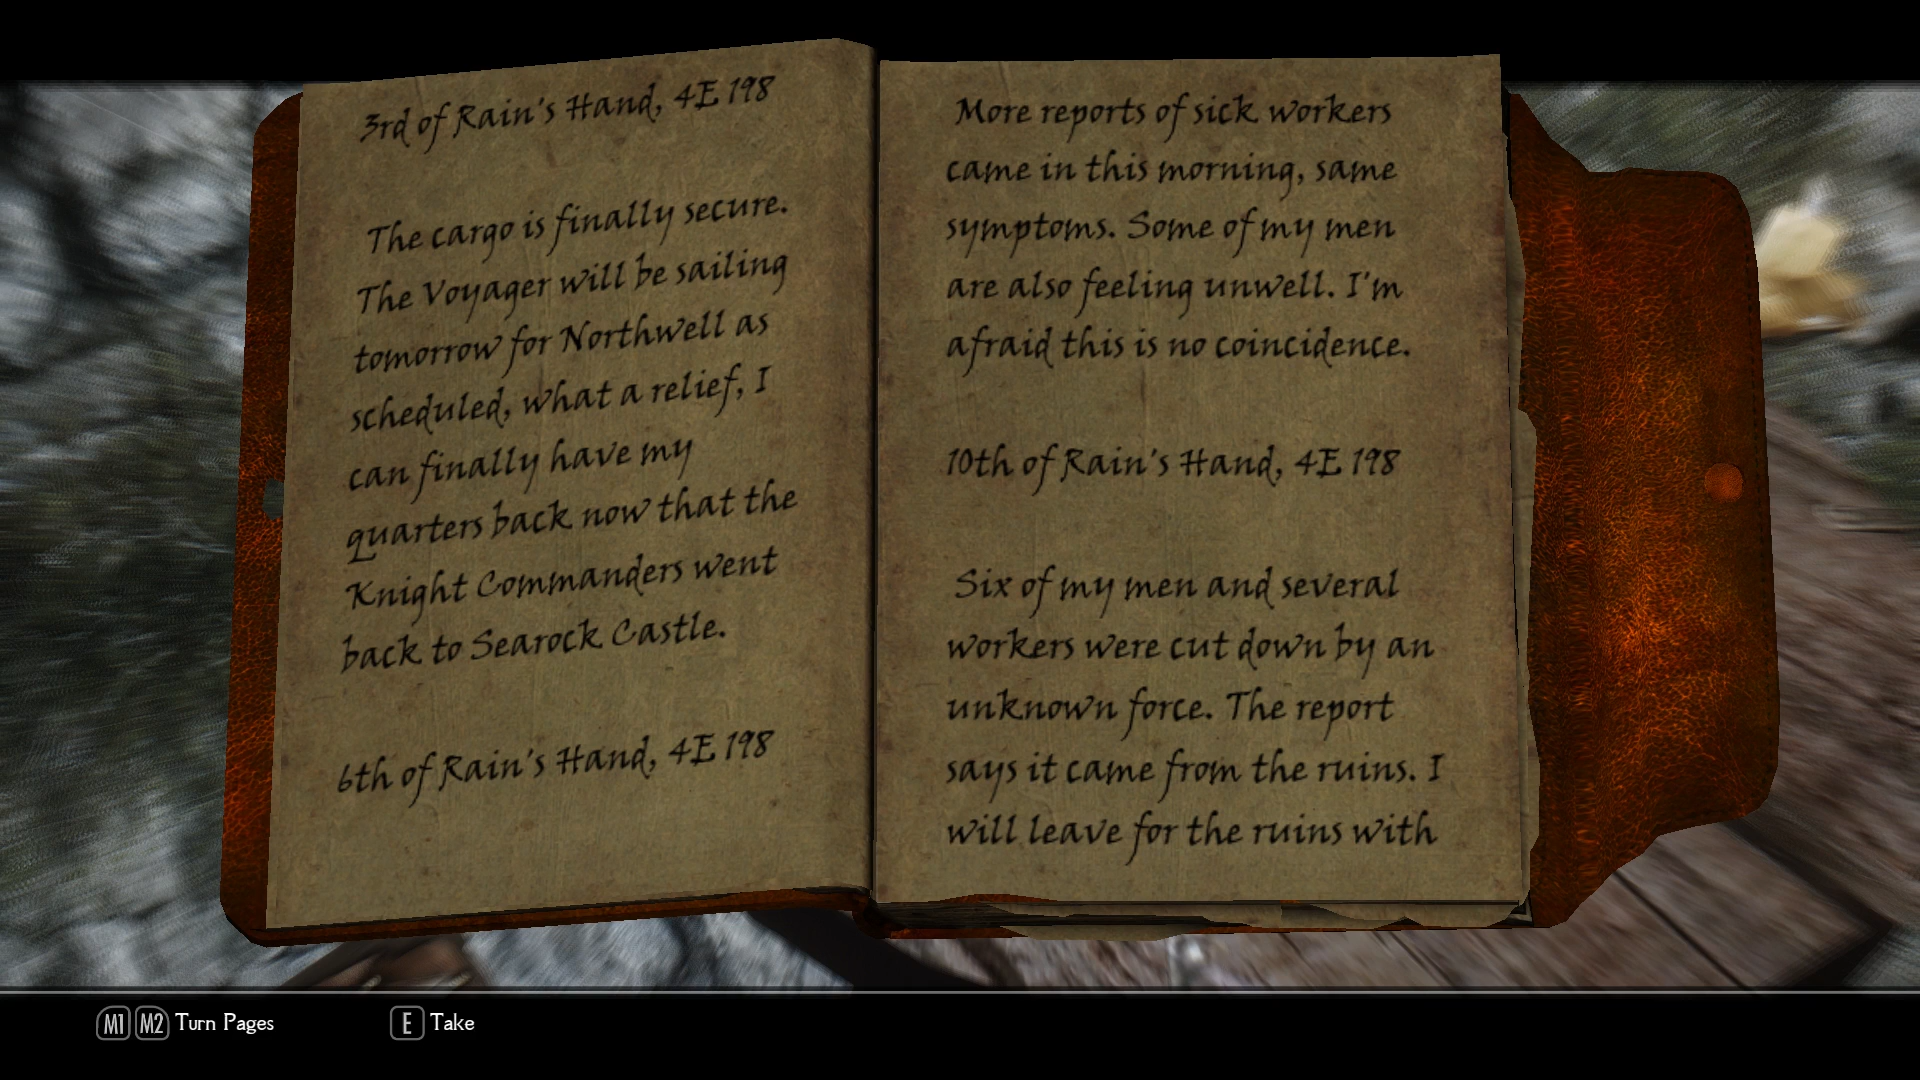 3rd of Rain's Hand, 4E 198
The cargo is finally secure.
The Voyager will be sailing
tomorrow for Northwell as
scheduled, what a relief, I
can finally have my
quarters back now that the
Knight Commanders went
back to Searock Castle.
6th of Rain's Hand, 4E 198
More reports of sick workers
came in this morning, same
symptoms. Some of my men
are also feeling unwell. I'm
afraid this is no coincidence.
10th of Rain's Hand, 4E 198
Six of my men and several
workers were cut down by an
unknown force. The report
says it came from the ruins. I
will leave for the ruins with
M1 M2 Turn Pages
E Take